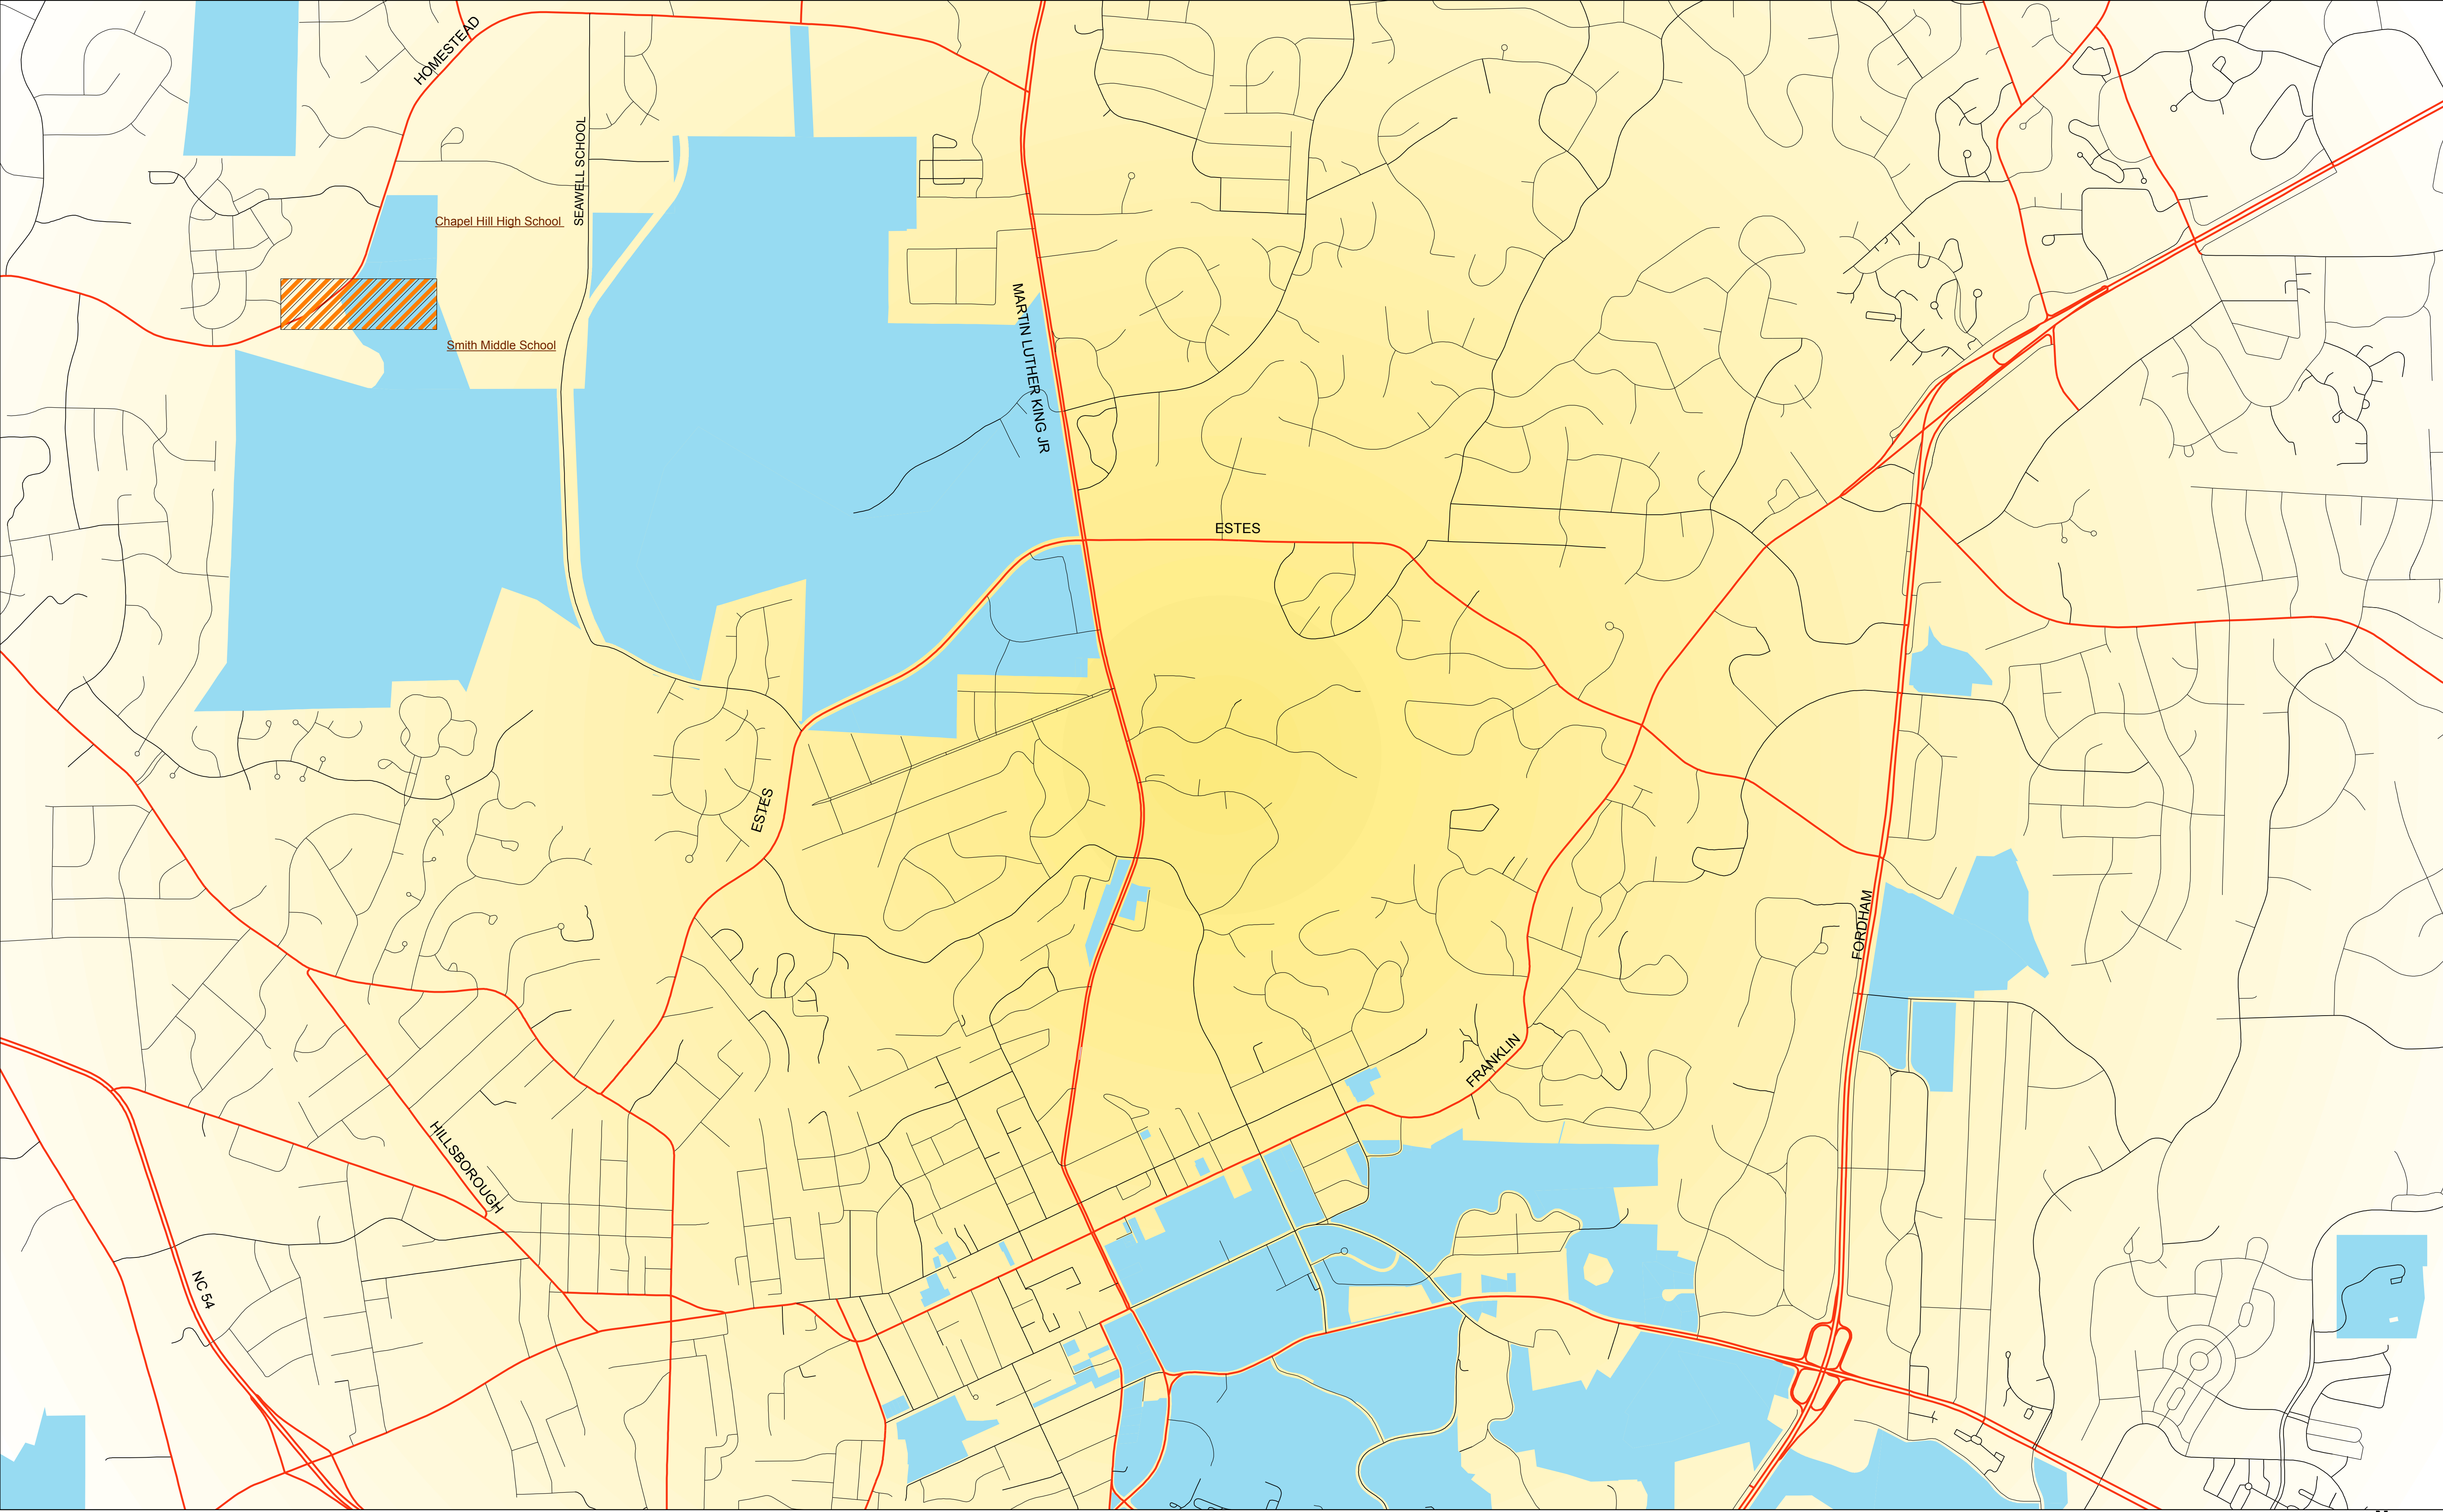 HOMESTEAD
SEAWELL SCHOOL
Chapel Hill High School
Smith Middle School
MARTIN LUTHER KING JR
ESTES
ESTES
FORDHAM
FRANKLIN
HILLSBOROUGH
NC 54